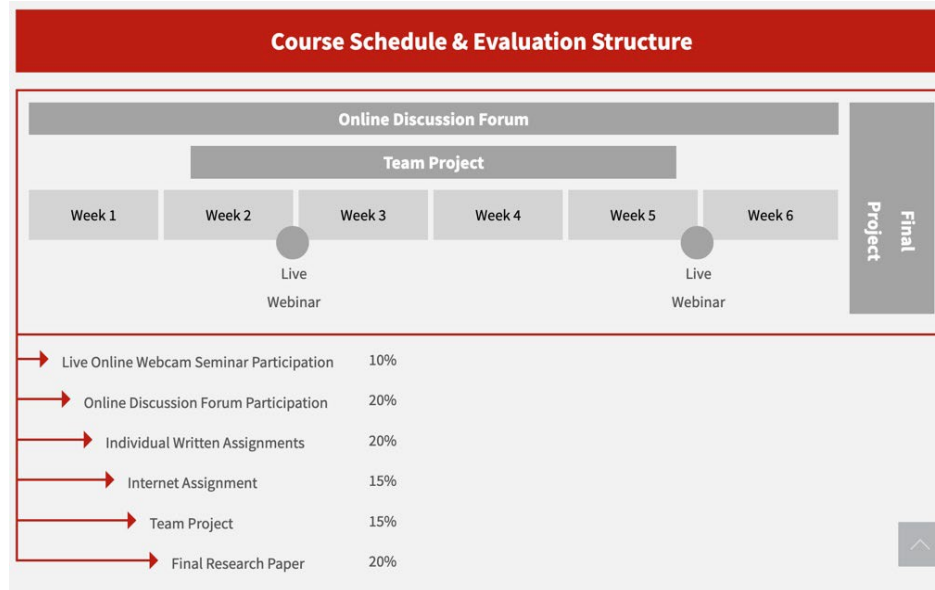 Course Schedule & Evaluation Structure
Online Discussion Forum
Team Project
Week 1 Week 2 Week 3 Week 4 Week 5 Week 6
Live
Webinar
Live
Webinar
Final
Project
Live Online Webcam Seminar Participation 10%
Online Discussion Forum Participation 20%
Individual Written Assignments 20%
Internet Assignment 15%
Team Project 15%
Final Research Paper 20%